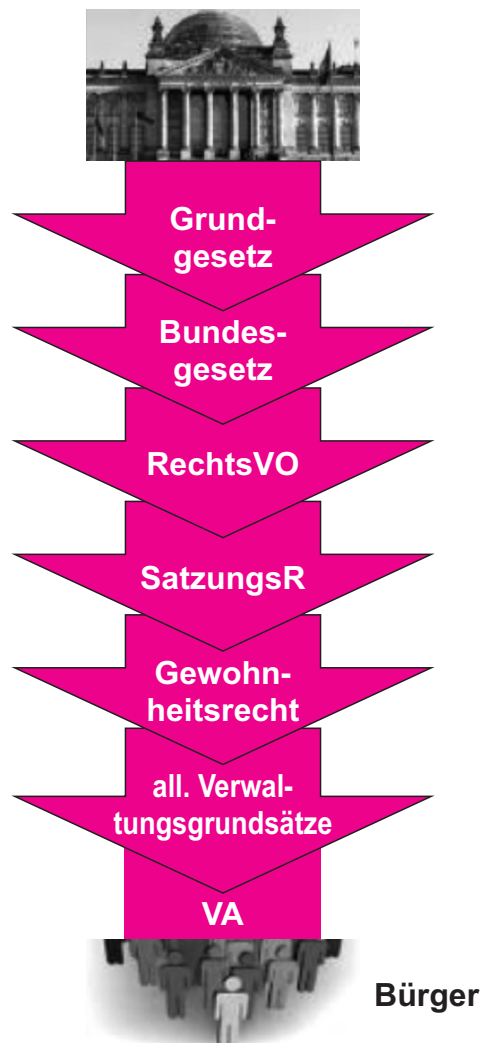 Grund-
gesetz
Bundes-
gesetz
RechtsVO
SatzungsR
Gewohn-
heitsrecht
all. Verwal-
tungsgrundsätze
VA
Bürger